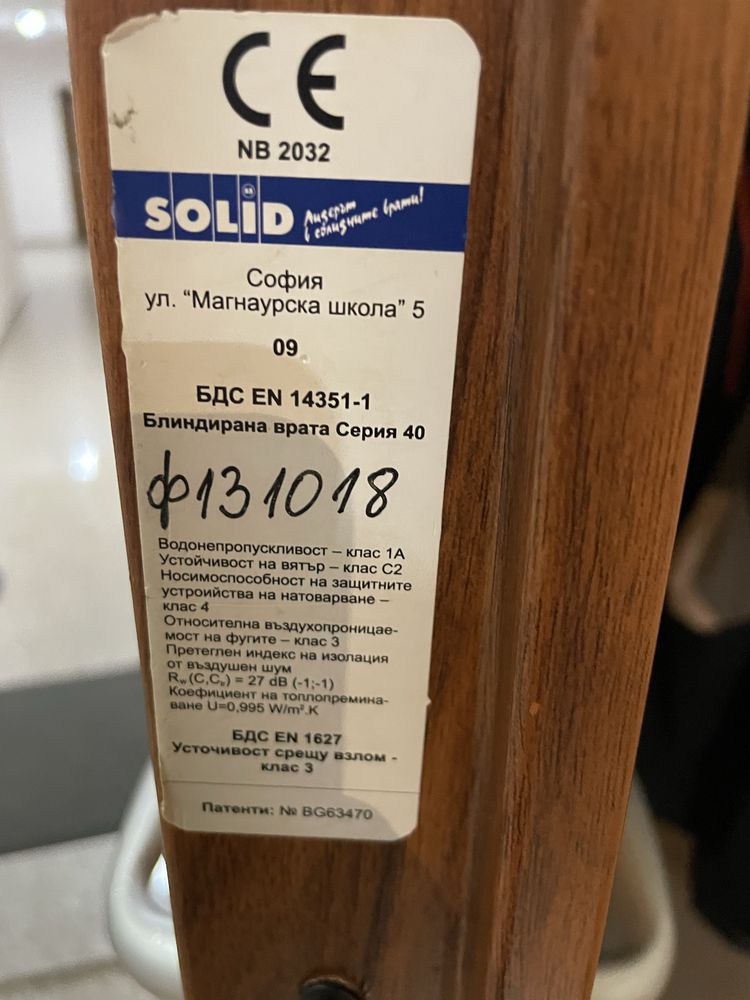 CE
NB 2032
SOLID Лидерът
в солидните врати!
София
ул. “Магнаурска школа” 5
09
БДС EN 14351-1
Блиндирана врата Серия 40
ф131018
Водонепропускливост – клас 1А
Устойчивост на вятър – клас С2
Носимоспособност на защитните
устроийства на натоварване –
клас 4
Относителна въздухопроницае-
мост на фугите – клас 3
Претеглен индекс на изолация
от въздушен шум
Rw (C,Ctr) = 27 dB (-1;-1)
Коефициент на топлопремина-
ване U=0,995 W/m².K
БДС EN 1627
Усточивост срещу взлом -
клас 3
Патенти: № BG63470